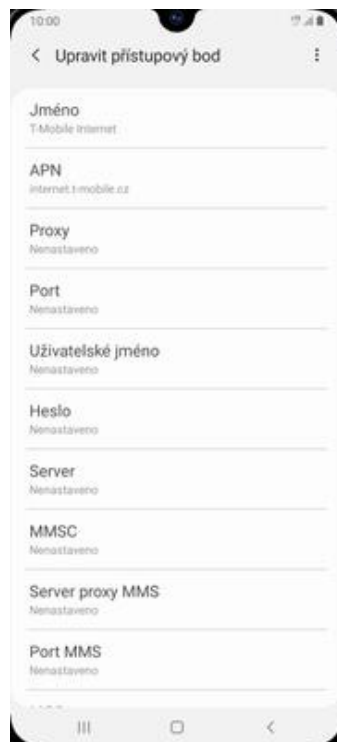 10:00
Upravit přístupový bod
Jméno
T-Mobile Internet
APN
internet.t-mobile.cz
Proxy
Nenastaveno
Port
Nenastaveno
Uživatelské jméno
Nenastaveno
Heslo
Nenastaveno
Server
Nenastaveno
MMSC
Nenastaveno
Server proxy MMS
Nenastaveno
Port MMS
Nenastaveno